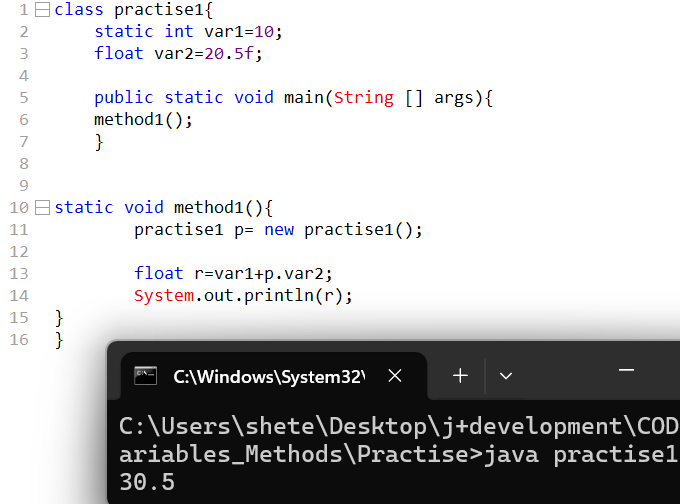 1 class practise1{
2 static int var1=10;
3 float var2=20.5f;
4
5 public static void main(String [] args){
6 method1();
7 }
8
9
10 static void method1(){
11 practise1 p= new practise1();
12
13 float r=var1+p.var2;
14 System.out.println(r);
15 }
16 }
C:\Windows\System32\
C:\Users\shete\Desktop\j+development\COD
ariables_Methods\Practise>java practise1
30.5